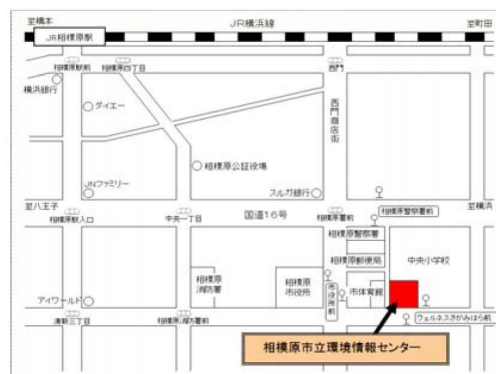 至橋本
JR横浜線
至町田
JR相模原駅
相模原駅前
相模原四丁目
西門
横浜銀行
ダイエー
西門商店街
相模原公証役場
JNファミリー
スルガ銀行
至八王子
国道16号
相模原警察署前
至横浜
相模原駅入口
中央一丁目
相模原署前
相模原警察署
相模原郵便局
中央小学校
相模原消防署
相模原市役所
市役所前
市体育館
アイワールド
清新三丁目
相模原消防署前
ウェルネスさがみはら前
相模原市立環境情報センター